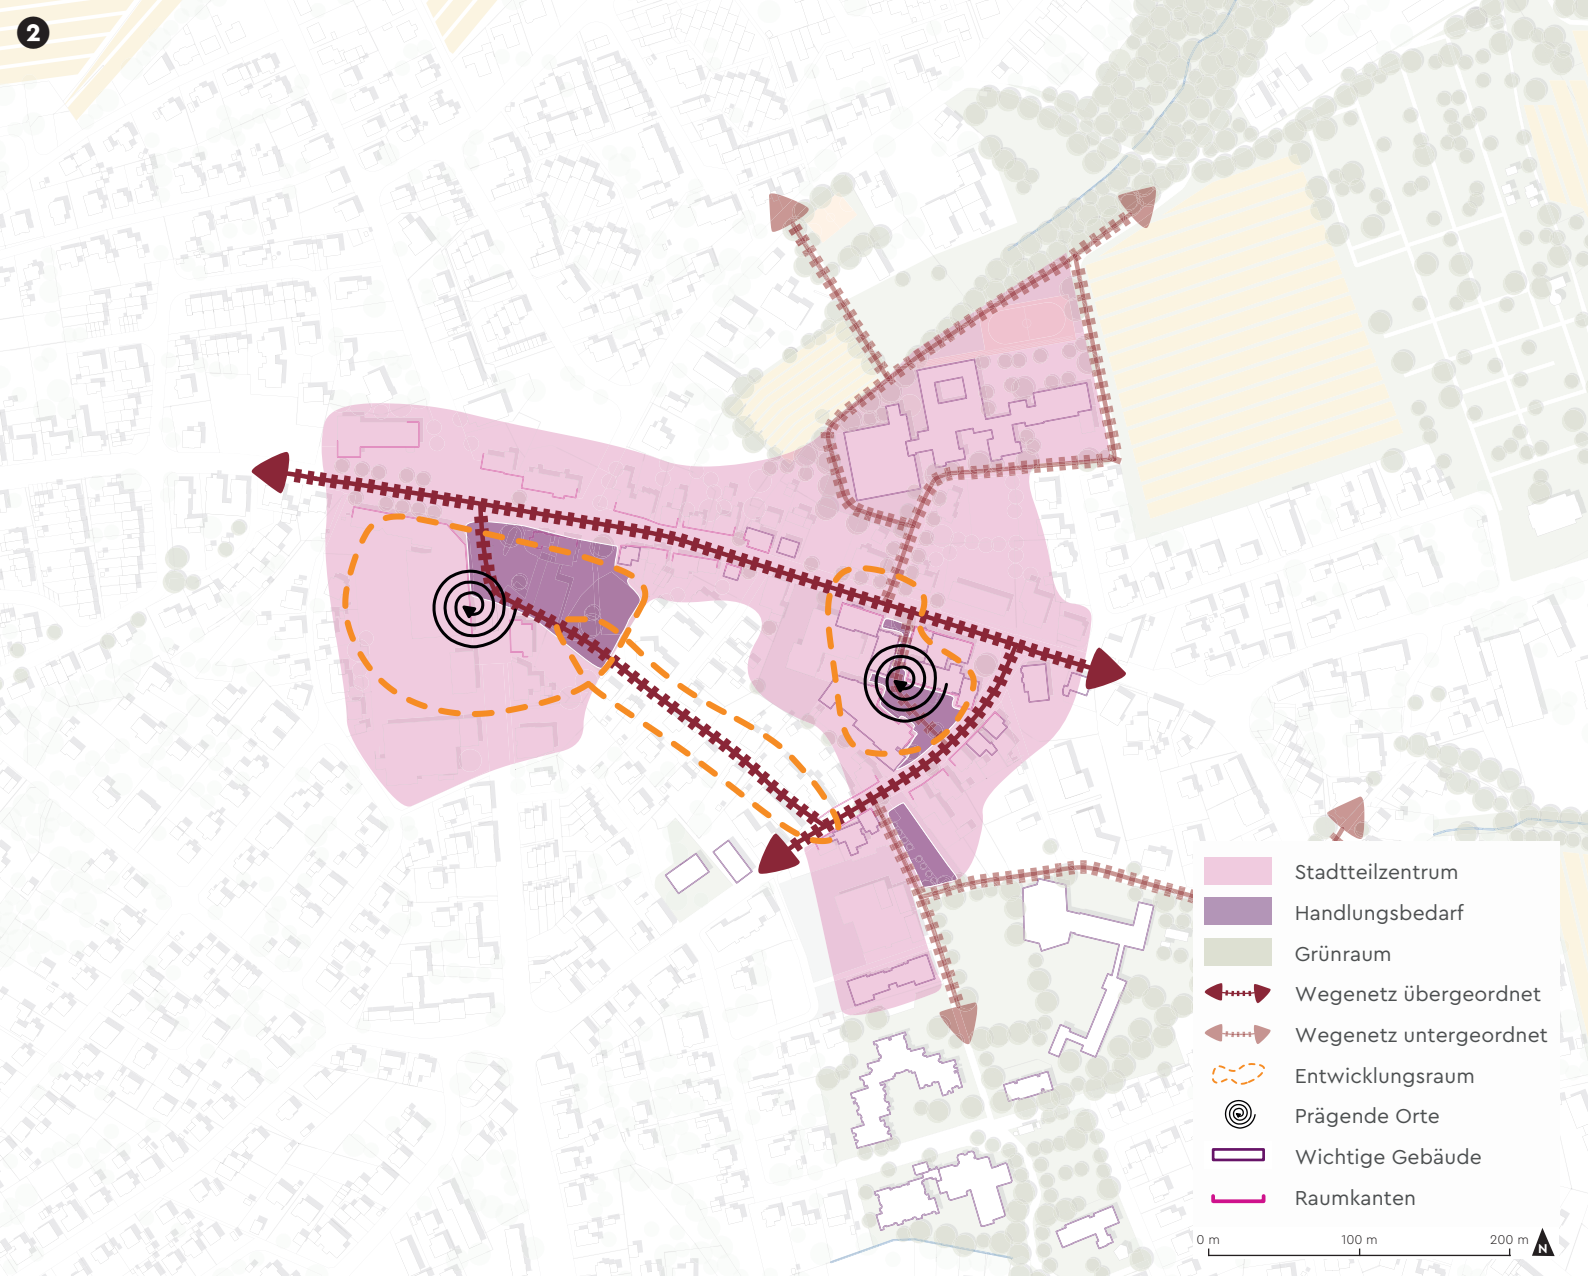 2
Stadtteilzentrum
Handlungsbedarf
Grünraum
Wegenetz übergeordnet
Wegenetz untergeordnet
Entwicklungsraum
Prägende Orte
Wichtige Gebäude
Raumkanten
0 m 100 m 200 m
N